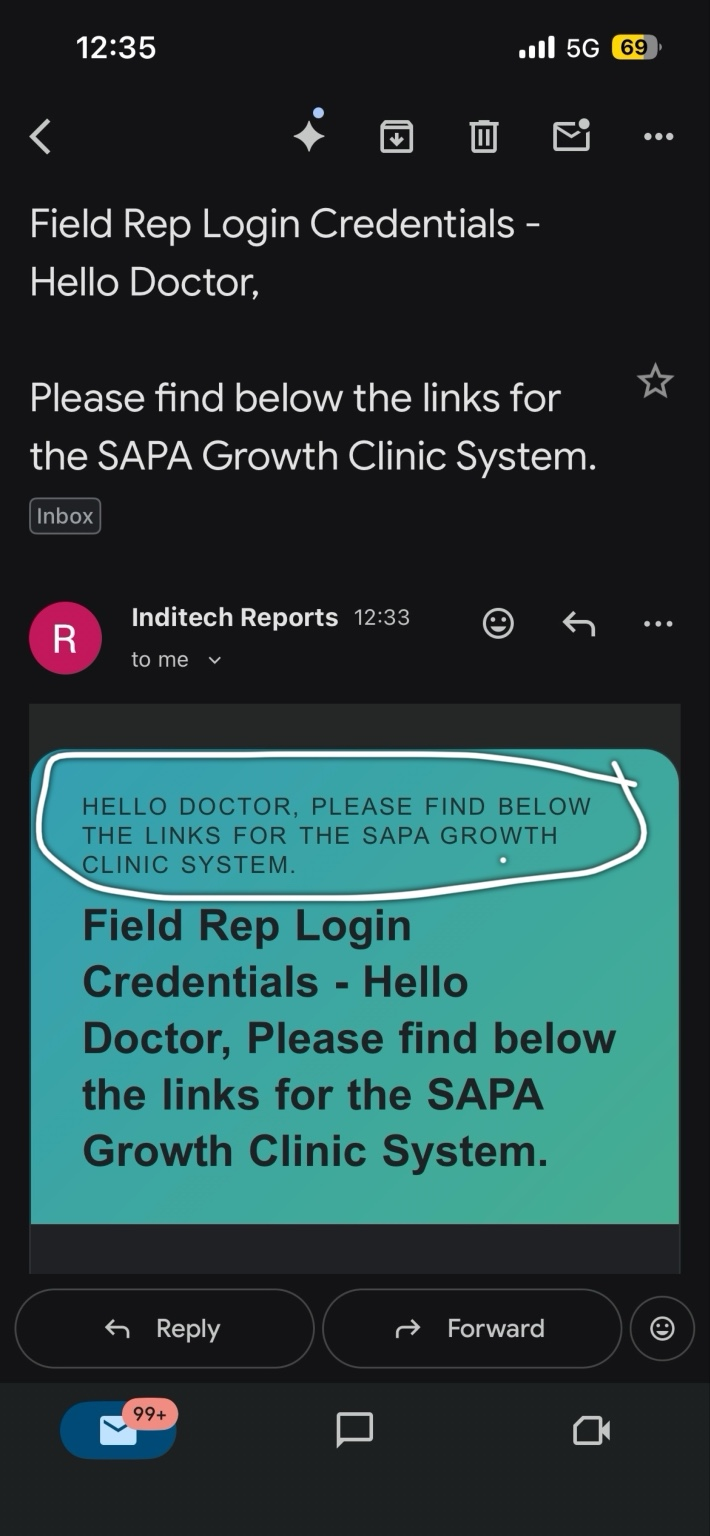 12:35
5G 69
Field Rep Login Credentials -
Hello Doctor,
Please find below the links for
the SAPA Growth Clinic System.
Inbox
R
Inditech Reports 12:33
to me
HELLO DOCTOR, PLEASE FIND BELOW
THE LINKS FOR THE SAPA GROWTH
CLINIC SYSTEM.
Field Rep Login
Credentials - Hello
Doctor, Please find below
the links for the SAPA
Growth Clinic System.
Reply Forward
99+